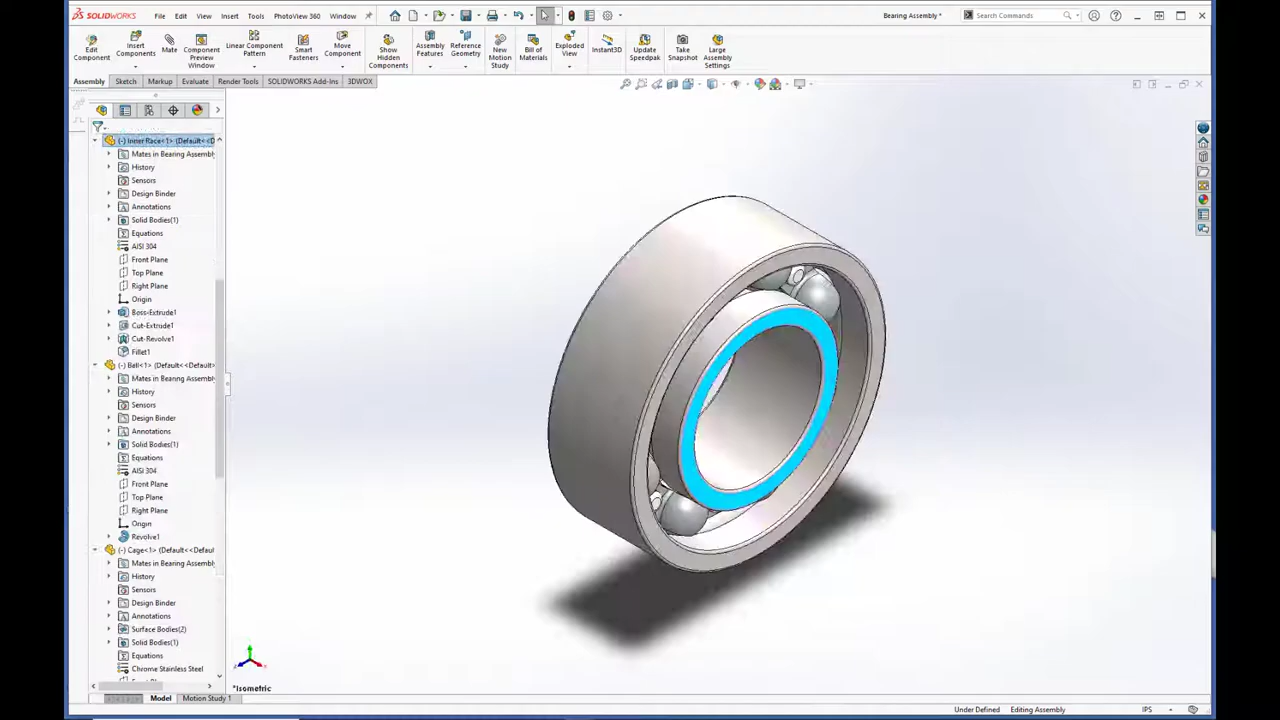 SOLIDWORKS File Edit View Insert Tools PhotoView 360 Window Bearing Assembly * Search Commands
Edit Component
Insert Components
Mate
Component Preview Window
Linear Component Pattern
Smart Fasteners
Move Component
Show Hidden Components
Assembly Features
Reference Geometry
New Motion Study
Bill of Materials
Exploded View
Instant3D
Update Speedpak
Take Snapshot
Large Assembly Settings
Assembly Sketch Markup Evaluate Render Tools SOLIDWORKS Add-Ins 3DWOX
(-) Inner Race<1> (Default<<D
Mates in Bearing Assembly
History
Sensors
Design Binder
Annotations
Solid Bodies(1)
Equations
AISI 304
Front Plane
Top Plane
Right Plane
Origin
Boss-Extrude1
Cut-Extrude1
Cut-Revolve1
Fillet1
(-) Ball<1> (Default<<Default>
Mates in Bearing Assembly
History
Sensors
Design Binder
Annotations
Solid Bodies(1)
Equations
AISI 304
Front Plane
Top Plane
Right Plane
Origin
Revolve1
(-) Cage<1> (Default<<Defaul
Mates in Bearing Assembly
History
Sensors
Design Binder
Annotations
Surface Bodies(2)
Solid Bodies(1)
Equations
Chrome Stainless Steel
*Isometric
Model Motion Study 1
Under Defined Editing Assembly IPS